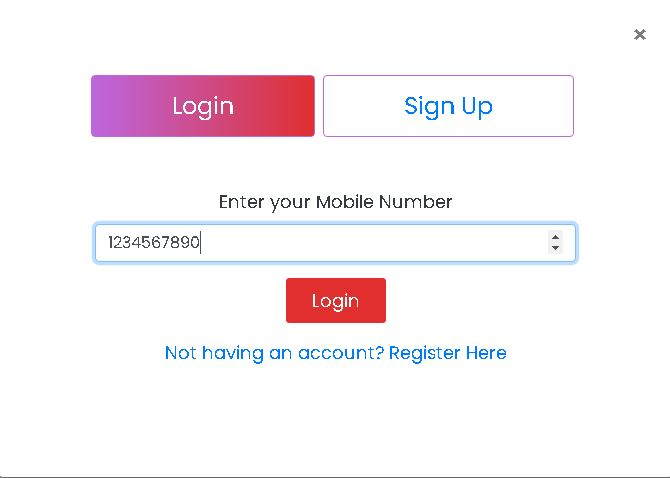 ×
Login
Sign Up
Enter your Mobile Number
1234567890
Login
Not having an account? Register Here